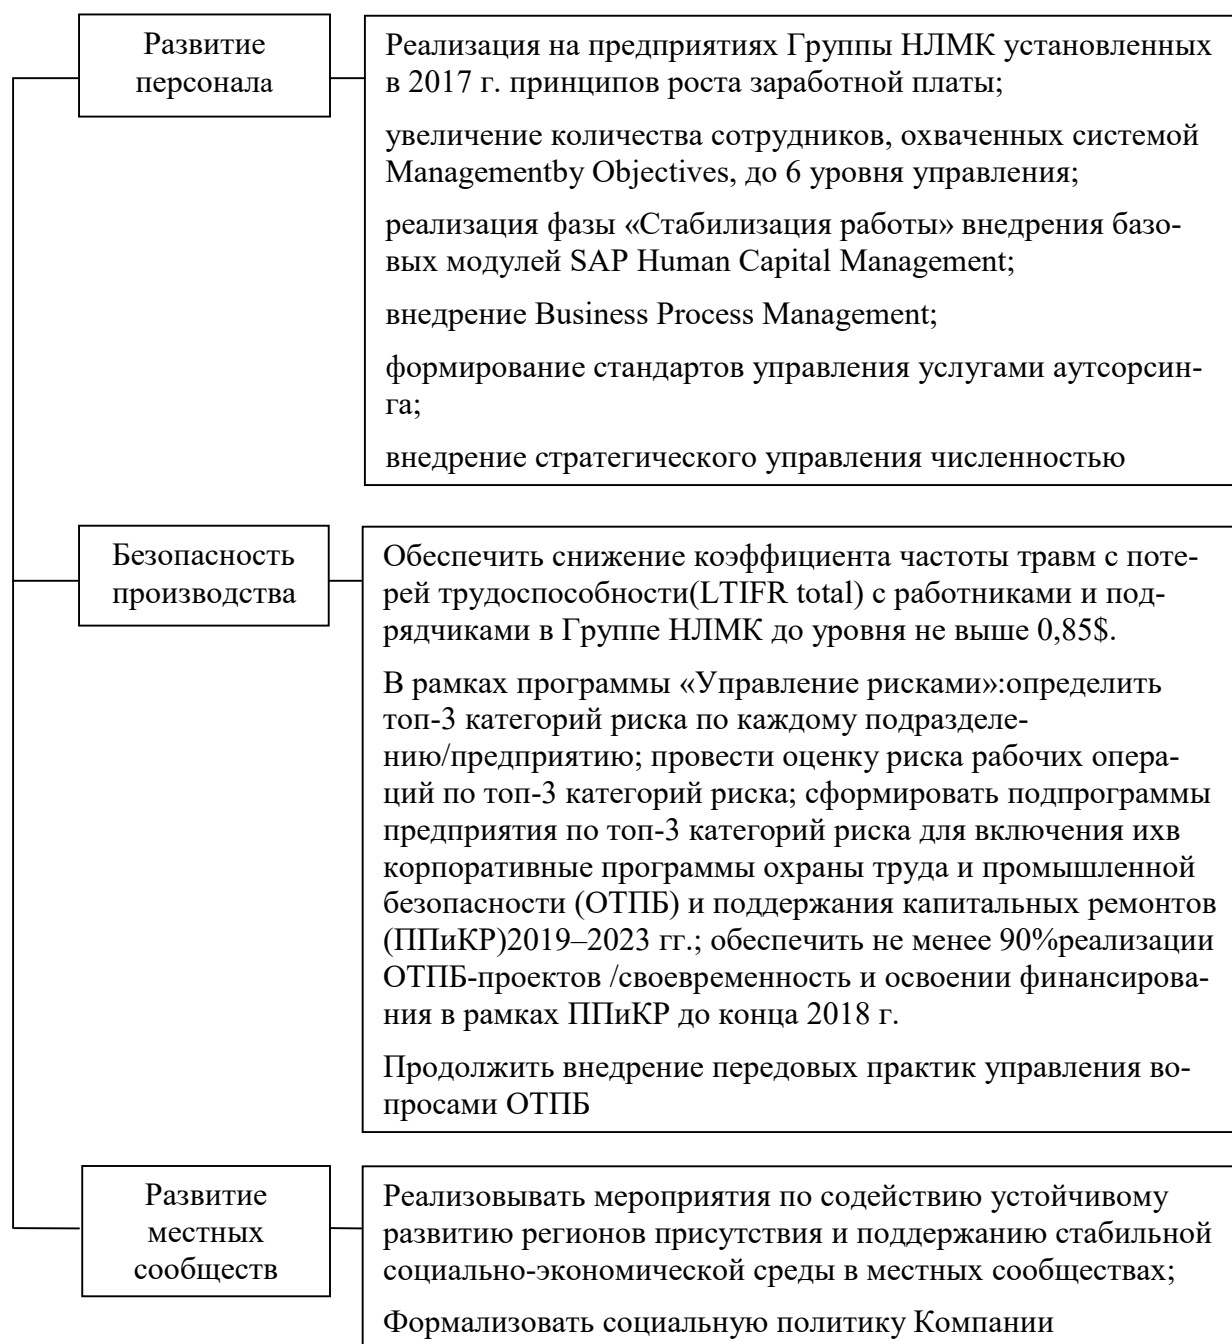 Развитие
персонала
Реализация на предприятиях Группы НЛМК установленных
в 2017 г. принципов роста заработной платы;
увеличение количества сотрудников, охваченных системой
Managementby Objectives, до 6 уровня управления;
реализация фазы «Стабилизация работы» внедрения базо-
вых модулей SAP Human Capital Management;
внедрение Business Process Management;
формирование стандартов управления услугами аутсорсин-
га;
внедрение стратегического управления численностью
Безопасность
производства
Обеспечить снижение коэффициента частоты травм с поте-
рей трудоспособности(LTIFR total) с работниками и под-
рядчиками в Группе НЛМК до уровня не выше 0,85$.
В рамках программы «Управление рисками»:определить
топ-3 категорий риска по каждому подразделе-
нию/предприятию; провести оценку риска рабочих опера-
ций по топ-3 категорий риска; сформировать подпрограммы
предприятия по топ-3 категорий риска для включения ихв
корпоративные программы охраны труда и промышленной
безопасности (ОТПБ) и поддержания капитальных ремонтов
(ППиКР)2019–2023 гг.; обеспечить не менее 90%реализации
ОТПБ-проектов /своевременность и освоении финансирова-
ния в рамках ППиКР до конца 2018 г.
Продолжить внедрение передовых практик управления во-
просами ОТПБ
Развитие
местных
сообществ
Реализовывать мероприятия по содействию устойчивому
развитию регионов присутствия и поддержанию стабильной
социально-экономической среды в местных сообществах;
Формализовать социальную политику Компании